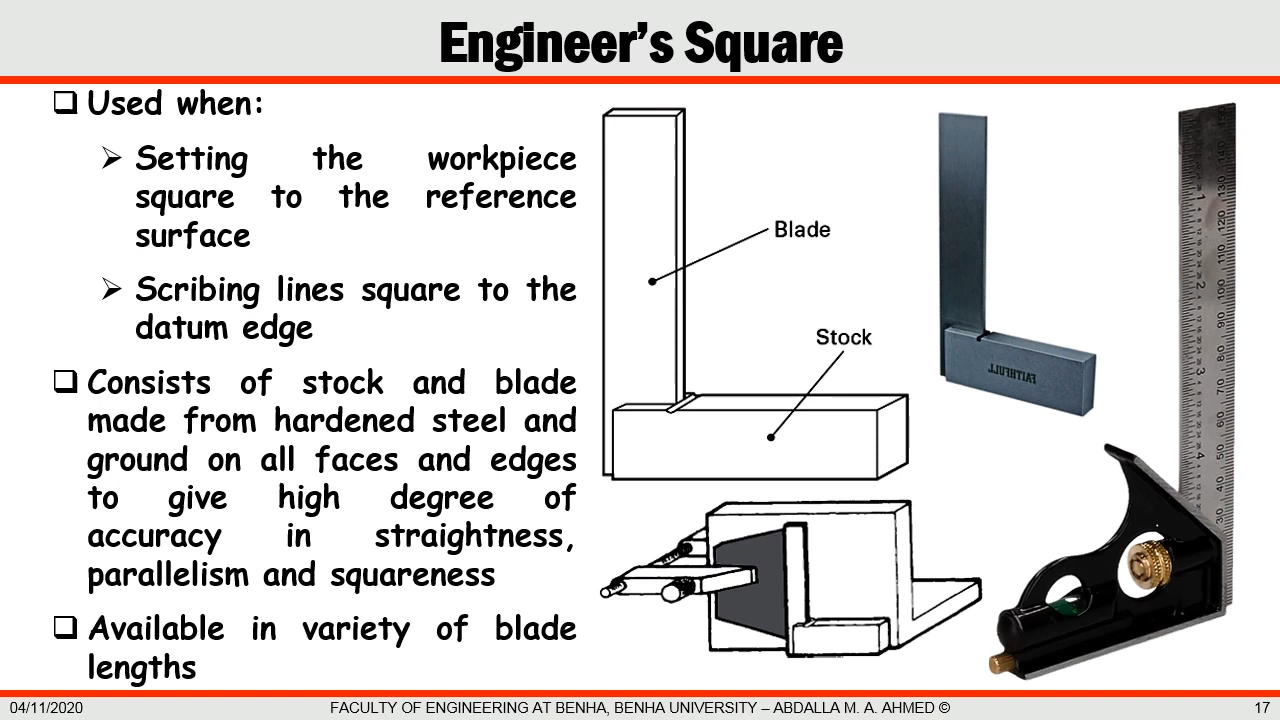 Engineer's Square
❑ Used when:
➢ Setting the workpiece
square to the reference
surface
➢ Scribing lines square to the
datum edge
❑ Consists of stock and blade
made from hardened steel and
ground on all faces and edges
to give high degree of
accuracy in straightness,
parallelism and squareness
❑ Available in variety of blade
lengths
Blade
Stock
FAITHFULL
04/11/2020
FACULTY OF ENGINEERING AT BENHA, BENHA UNIVERSITY – ABDALLA M. A. AHMED ©
17